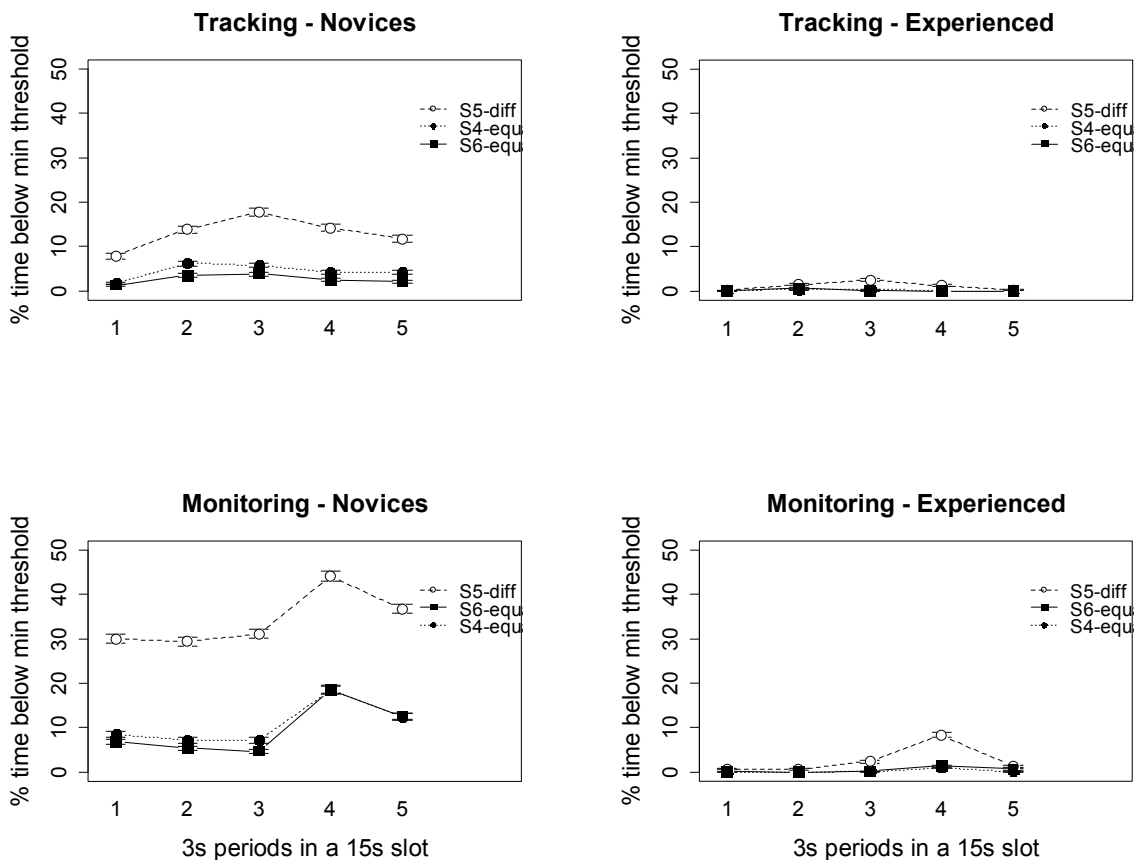 Tracking - Novices
% time below min threshold
50
40
30
20
10
0
S5-diff
S4-equ
S6-equ
1 2 3 4 5
Tracking - Experienced
% time below min threshold
50
40
30
20
10
0
S5-diff
S4-equ
S6-equ
1 2 3 4 5
Monitoring - Novices
% time below min threshold
50
40
30
20
10
0
S5-diff
S6-equ
S4-equ
1 2 3 4 5
3s periods in a 15s slot
Monitoring - Experienced
% time below min threshold
50
40
30
20
10
0
S5-diff
S6-equ
S4-equ
1 2 3 4 5
3s periods in a 15s slot